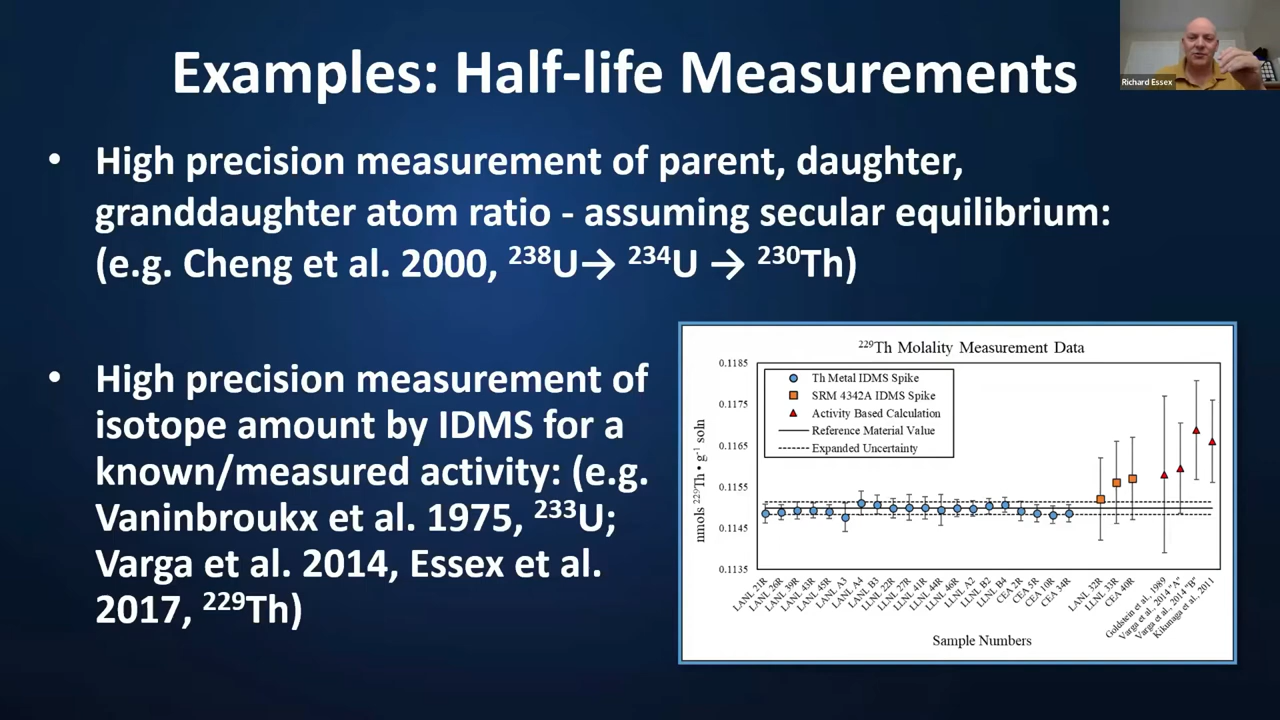 Examples: Half-life Measurements
Richard Essex
• High precision measurement of parent, daughter,
granddaughter atom ratio - assuming secular equilibrium:
(e.g. Cheng et al. 2000, ²³⁸U→ ²³⁴U → ²³⁰Th)
• High precision measurement of
isotope amount by IDMS for a
known/measured activity: (e.g.
Vaninbroukx et al. 1975, ²³³U;
Varga et al. 2014, Essex et al.
2017, ²²⁹Th)
²²⁹Th Molality Measurement Data
Th Metal IDMS Spike
SRM 4342A IDMS Spike
Activity Based Calculation
Reference Material Value
Expanded Uncertainty
nmols ²²⁹Th • g⁻¹ soln
0.1185
0.1175
0.1165
0.1155
0.1145
0.1135
LANL 21R
LANL 26R
LANL 39R
LANL 43R
LANL 45R
LANL A3
LANL A4
LANL B3
LLNL 22R
LLNL 27R
LLNL 41R
LLNL 44R
LLNL 46R
LLNL A2
LLNL B2
LLNL B4
CEA 2R
CEA 5R
CEA 10R
CEA 34R
LANL 32R
LLNL 33R
CEA 40R
Goldstein et al., 1989
Varga et al., 2014 "A"
Varga et al., 2014 "B"
Kikunaga et al., 2011
Sample Numbers